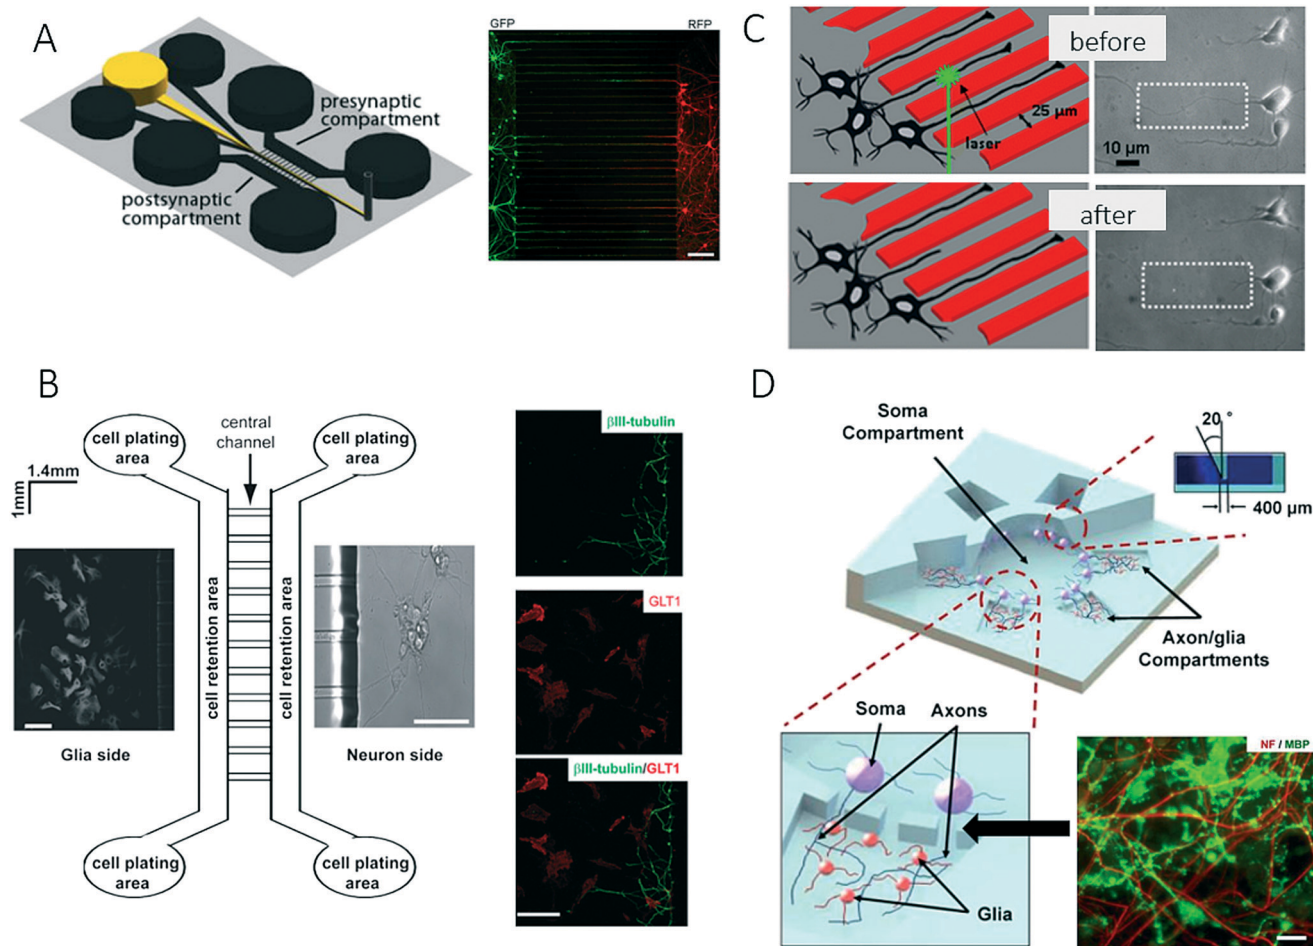 A
GFP
RFP
presynaptic
compartment
postsynaptic
compartment
C
before
25 µm
laser
10 µm
after
B
central
channel
cell plating
area
cell plating
area
1.4mm
1mm
cell retention area
cell retention area
Glia side
Neuron side
cell plating
area
cell plating
area
βIII-tubulin
GLT1
βIII-tubulin/GLT1
D
Soma
Compartment
20 °
400 µm
Axon/glia
Compartments
Soma
Axons
Glia
NF / MBP